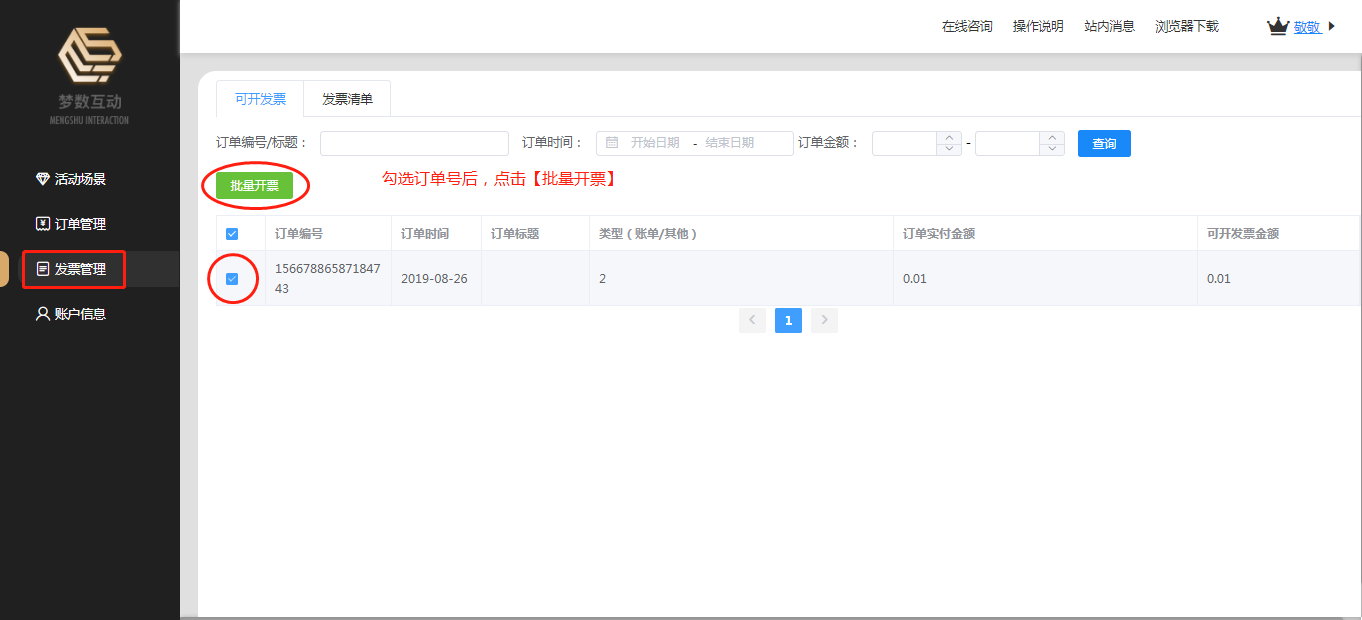 在线咨询 操作说明 站内消息 浏览器下载 敬敬
梦数互动
MENGSHU INTERACTION
活动场景
订单管理
发票管理
账户信息
可开发票 发票清单
订单编号/标题： 订单时间： 开始日期 - 结束日期 订单金额： - 查询
批量开票 勾选订单号后，点击【批量开票】
订单编号 订单时间 订单标题 类型（账单/其他） 订单实付金额 可开发票金额
156678865871847
43
2019-08-26 2 0.01 0.01
1